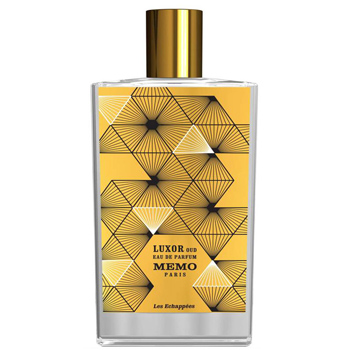 LUXOR OUD
EAU DE PARFUM
MEMO
PARIS
Les Echappées